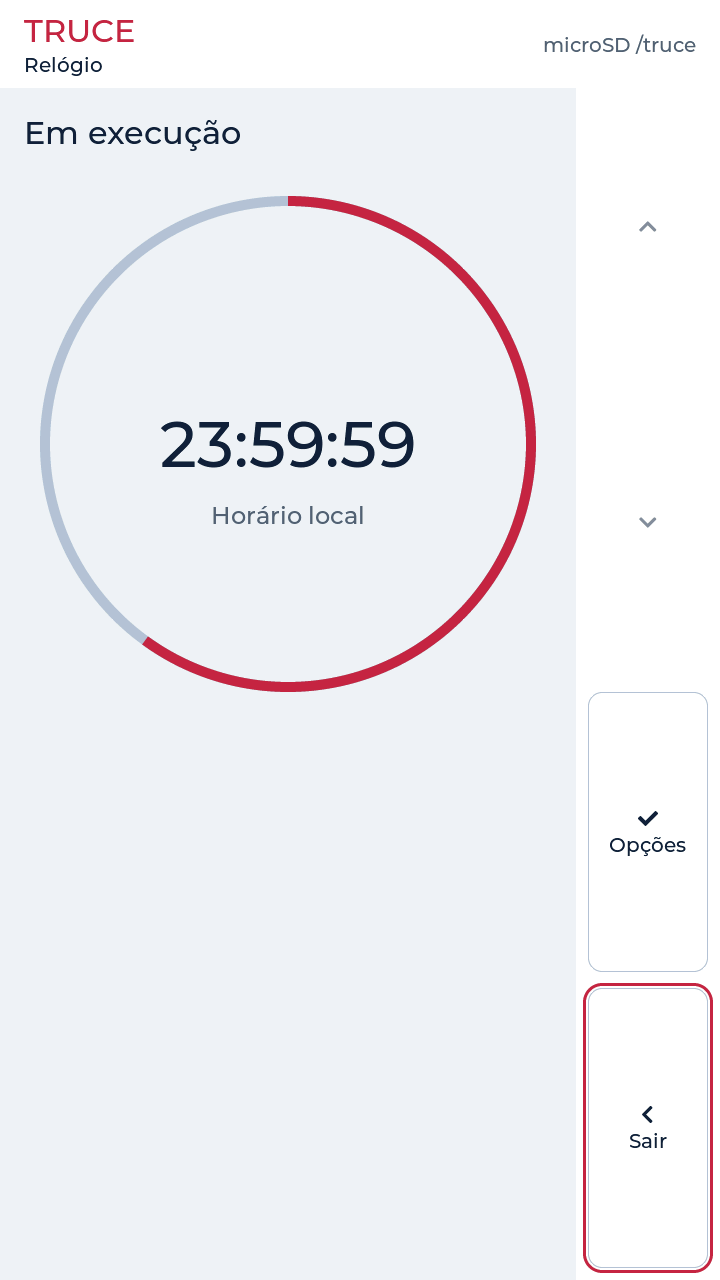 TRUCE
Relógio
microSD /truce
Em execução
23:59:59
Horário local
Opções
Sair